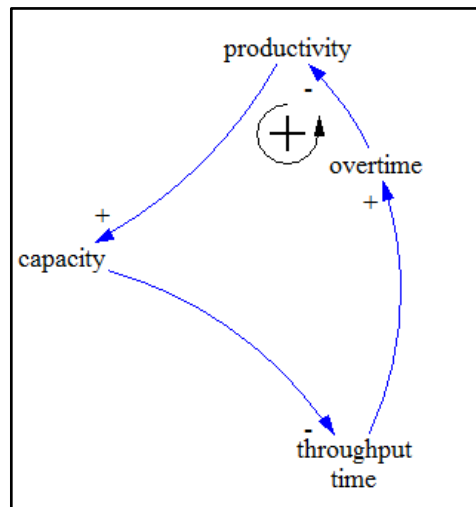 productivity
-
+
overtime
+
+
capacity
-
throughput
time